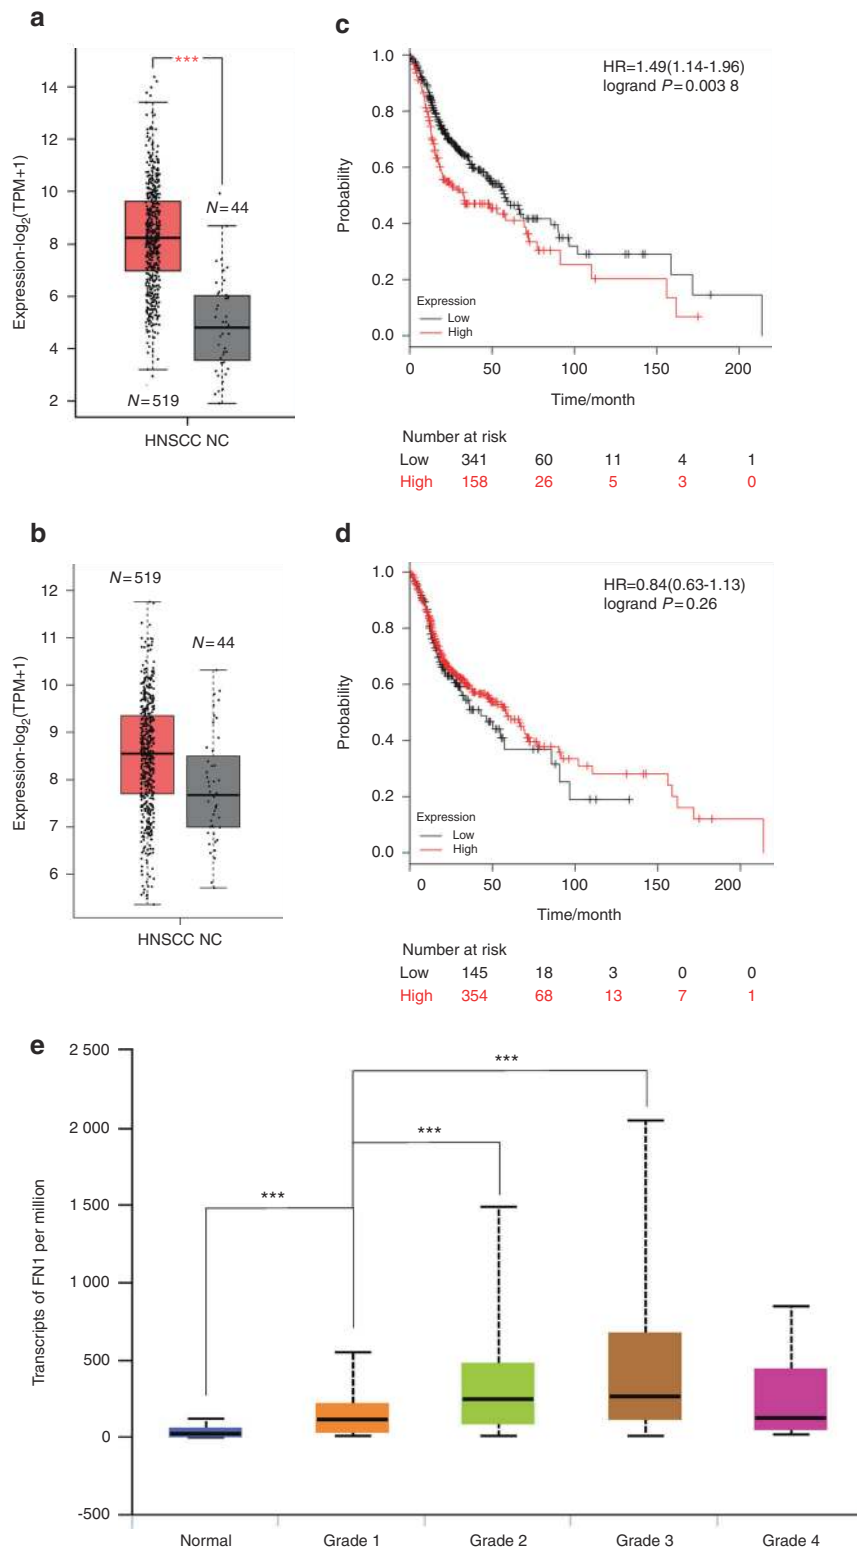 a
Expression-log2(TPM+1)
14
12
10
8
6
4
2
***
N=44
N=519
HNSCC NC
c
Probability
1.0
0.8
0.6
0.4
0.2
0.0
HR=1.49(1.14-1.96)
logrand P=0.003 8
Expression
Low
High
0 50 100 150 200
Time/month
Number at risk
Low 341 60 11 4 1
High 158 26 5 3 0
b
Expression-log2(TPM+1)
12
11
10
9
8
7
6
N=519
N=44
HNSCC NC
d
Probability
1.0
0.8
0.6
0.4
0.2
0.0
HR=0.84(0.63-1.13)
logrand P=0.26
Expression
Low
High
0 50 100 150 200
Time/month
Number at risk
Low 145 18 3 0 0
High 354 68 13 7 1
e
Transcripts of FN1 per million
2 500
2 000
1 500
1 000
500
0
-500
***
***
***
Normal Grade 1 Grade 2 Grade 3 Grade 4